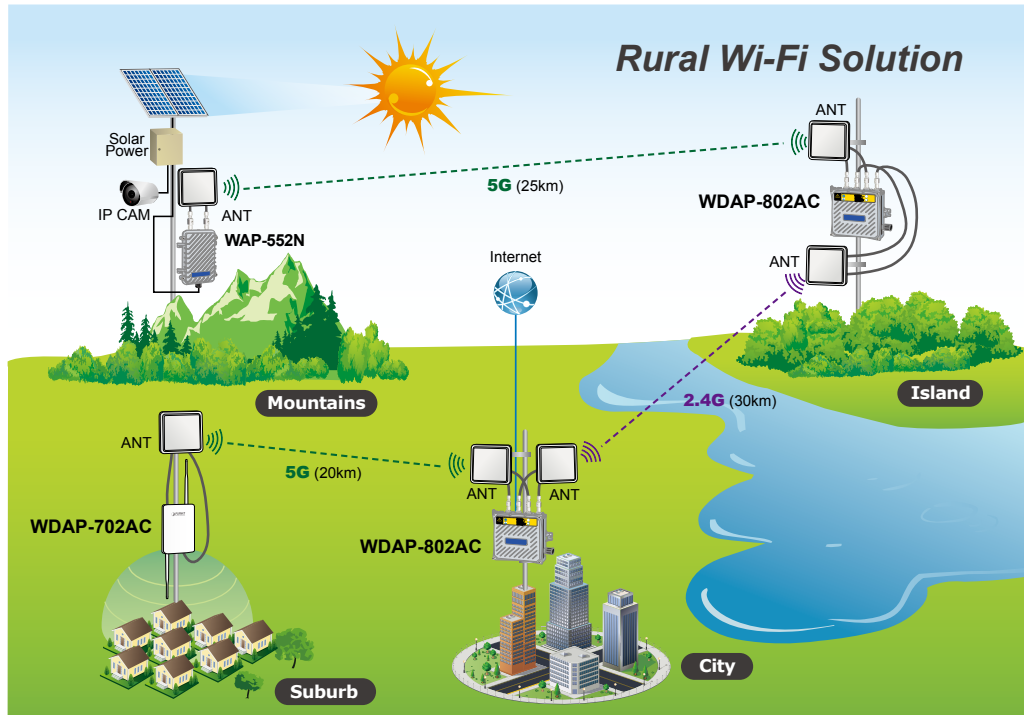 Rural Wi-Fi Solution
Solar
Power
IP CAM
ANT
WAP-552N
5G (25km)
ANT
WDAP-802AC
ANT
Internet
Mountains
Island
2.4G (30km)
ANT
5G (20km)
ANT
ANT
WDAP-702AC
WDAP-802AC
City
Suburb